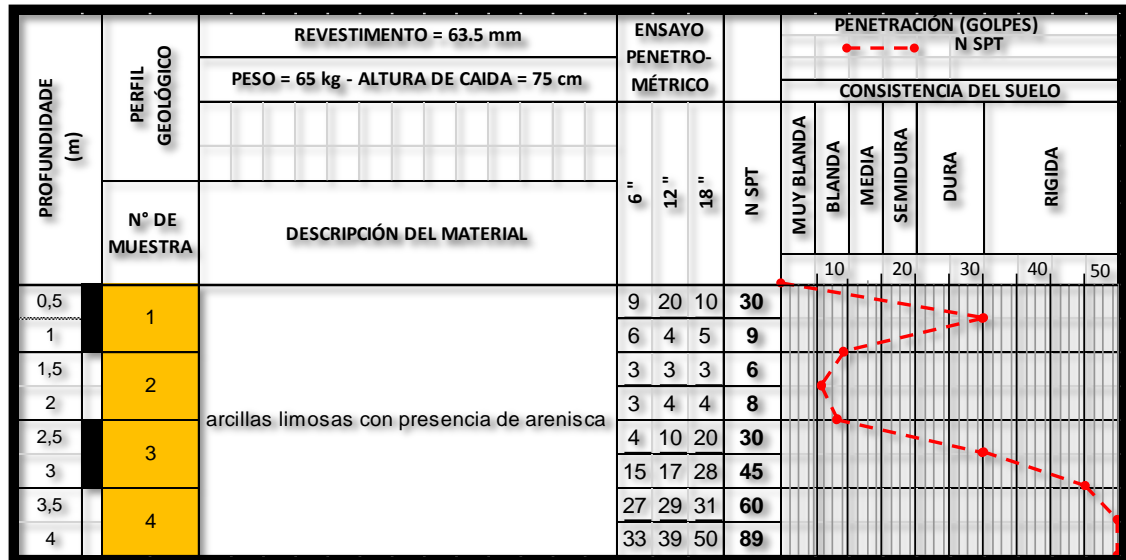 PROFUNDIDADE (m)
PERFIL GEOLÓGICO
REVESTIMENTO = 63.5 mm
PESO = 65 kg - ALTURA DE CAIDA = 75 cm
ENSAYO PENETRO-MÉTRICO
PENETRACIÓN (GOLPES)
N SPT
CONSISTENCIA DEL SUELO
N° DE MUESTRA
DESCRIPCIÓN DEL MATERIAL
6 " 12 " 18 " N SPT
MUY BLANDA BLANDA MEDIA SEMIDURA DURA RIGIDA
10 20 30 40 50
0,5 1 9 20 10 30
1 6 4 5 9
1,5 2 3 3 3 6
2 3 4 4 8
arcillas limosas con presencia de arenisca
2,5 3 4 10 20 30
3 15 17 28 45
3,5 4 27 29 31 60
4 33 39 50 89